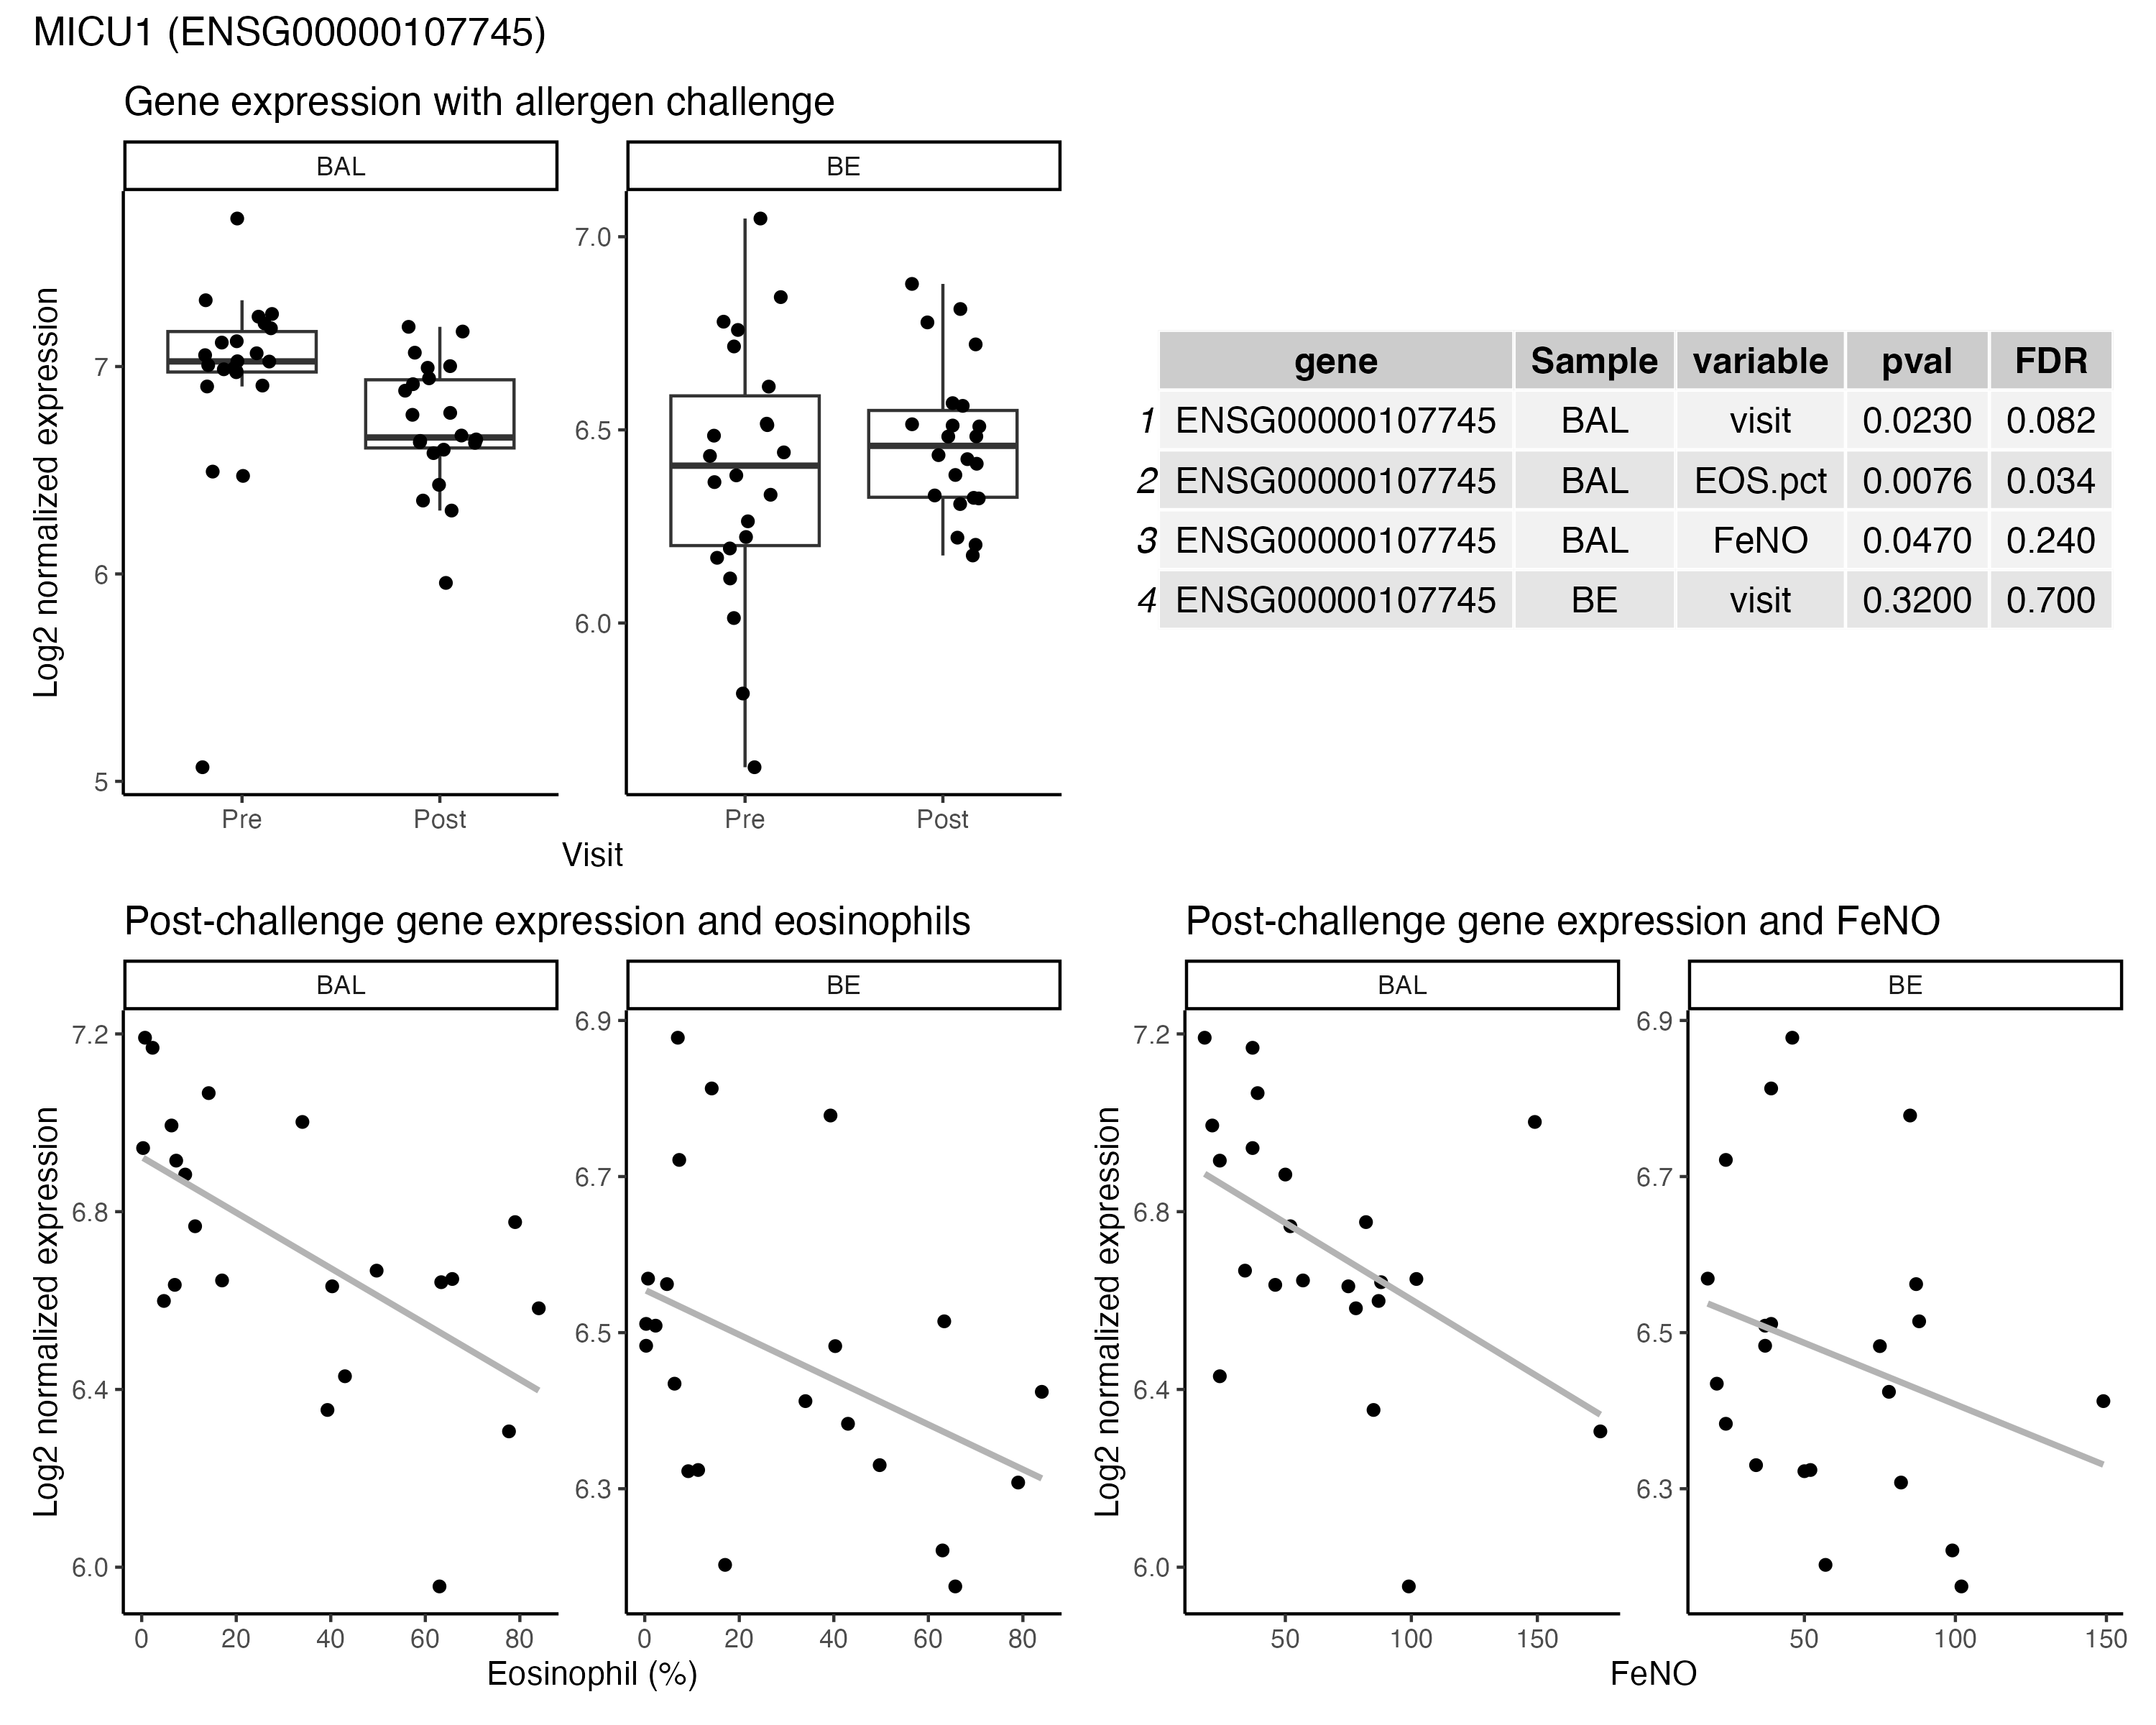 MICU1 (ENSG00000107745)
Gene expression with allergen challenge
BAL BE
Log2 normalized expression
7
6
5
7.0
6.5
6.0
Pre Post Pre Post
Visit
gene Sample variable pval FDR
1 ENSG00000107745 BAL visit 0.0230 0.082
2 ENSG00000107745 BAL EOS.pct 0.0076 0.034
3 ENSG00000107745 BAL FeNO 0.0470 0.240
4 ENSG00000107745 BE visit 0.3200 0.700
Post-challenge gene expression and eosinophils
BAL BE
Log2 normalized expression
7.2
6.8
6.4
6.0
6.9
6.7
6.5
6.3
0 20 40 60 80 0 20 40 60 80
Eosinophil (%)
Post-challenge gene expression and FeNO
BAL BE
Log2 normalized expression
7.2
6.8
6.4
6.0
6.9
6.7
6.5
6.3
50 100 150 50 100 150
FeNO